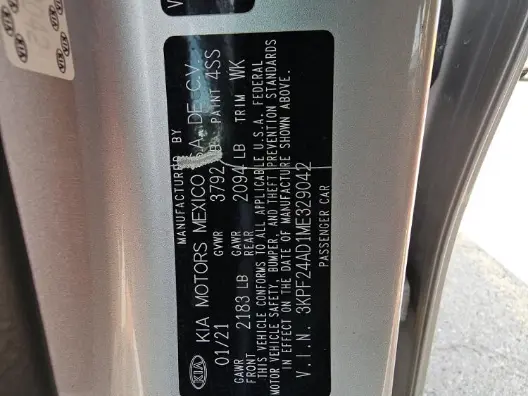 MANUFACTURED BY
KIA MOTORS MEXICO S.A. DE C.V.
01/21 GVWR 3792 LB PAINT 4SS
GAWR FRONT 2183 LB GAWR REAR 2094 LB TRIM WK
THIS VEHICLE CONFORMS TO ALL APPLICABLE U.S.A. FEDERAL
MOTOR VEHICLE SAFETY, BUMPER, AND THEFT PREVENTION STANDARDS
IN EFFECT ON THE DATE OF MANUFACTURE SHOWN ABOVE.
V.I.N. 3KPF24AD1ME329042
PASSENGER CAR
KIA